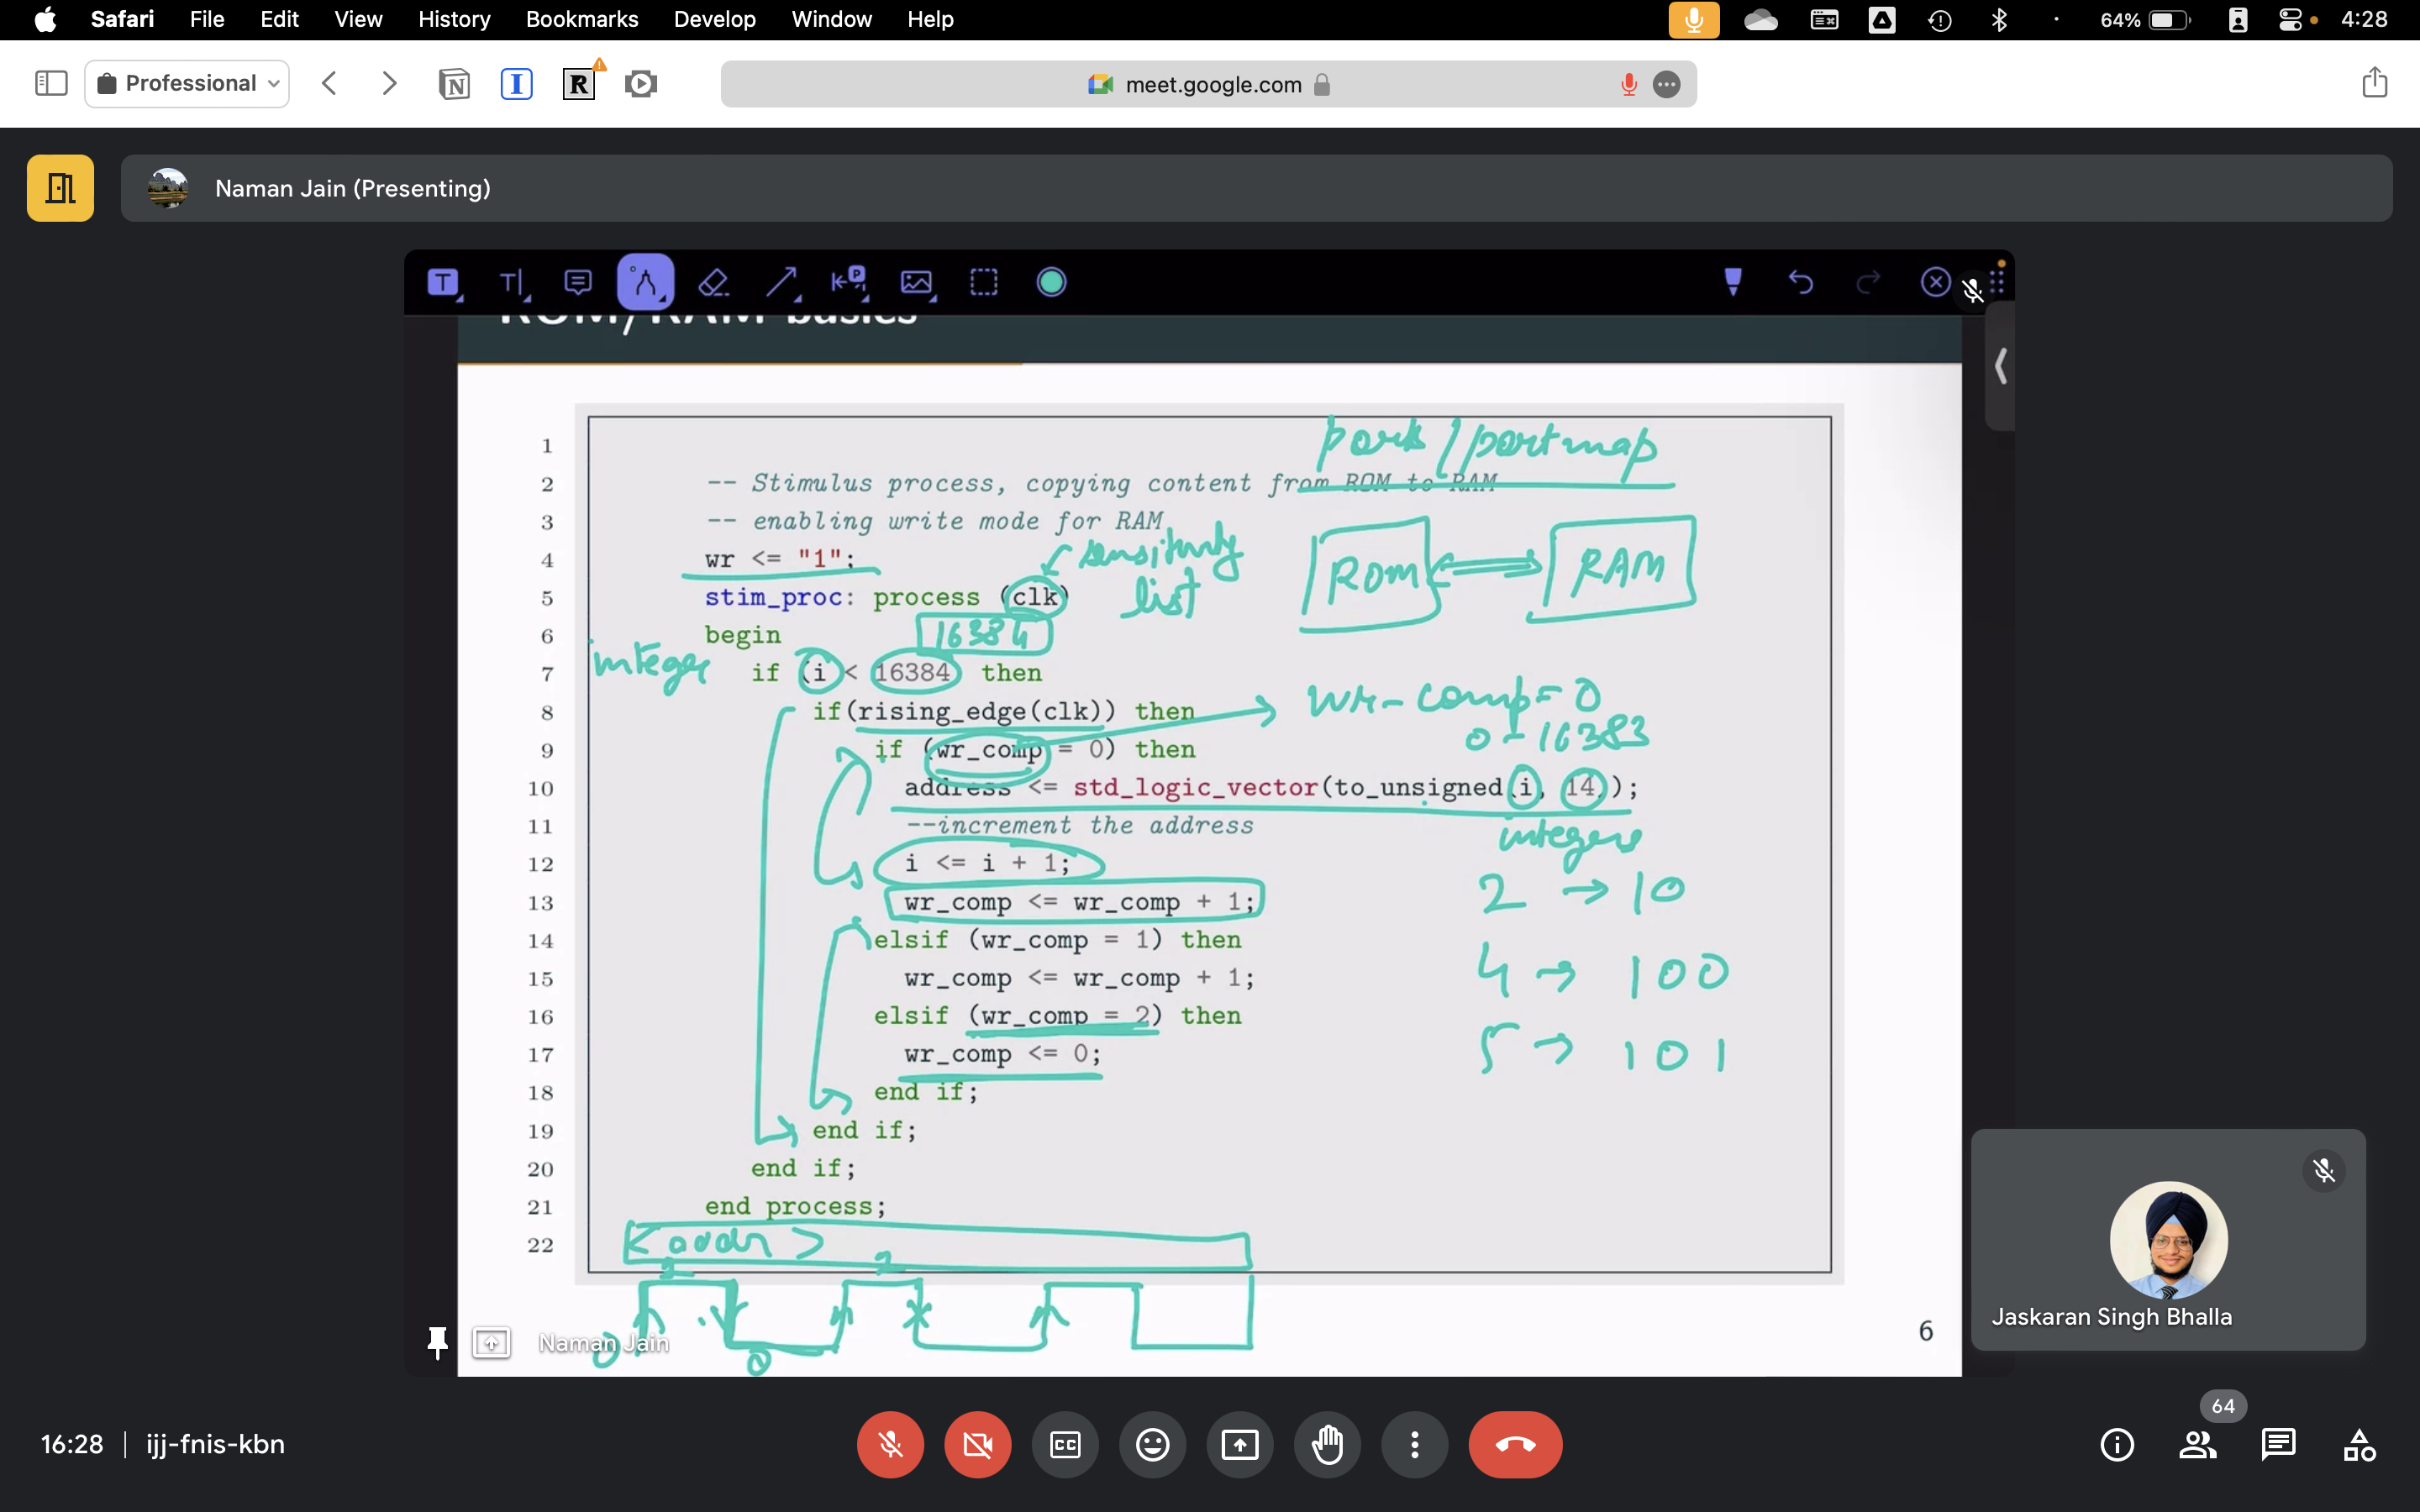 Safari File Edit View History Bookmarks Develop Window Help 64% 4:28
Professional meet.google.com
Naman Jain (Presenting)
ROM/RAM basics
port / portmap
1
2 -- Stimulus process, copying content from ROM to RAM
3 -- enabling write mode for RAM
sensitivity list
4 wr <= "1";
ROM RAM
5 stim_proc: process (clk)
6 begin
16384
integer
7 if (i < 16384 then
8 if(rising_edge(clk)) then
wr-comp = 0
0 - 16383
9 if (wr_comp = 0) then
10 address <= std_logic_vector(to_unsigned(i, 14));
11 --increment the address
integers
12 i <= i + 1;
2 → 10
13 wr_comp <= wr_comp + 1;
14 elsif (wr_comp = 1) then
4 → 100
15 wr_comp <= wr_comp + 1;
16 elsif (wr_comp = 2) then
5 → 101
17 wr_comp <= 0;
18 end if;
19 end if;
20 end if;
21 end process;
22
< addr >
0 0
Naman Jain
6
Jaskaran Singh Bhalla
16:28 | ijj-fnis-kbn
CC
64